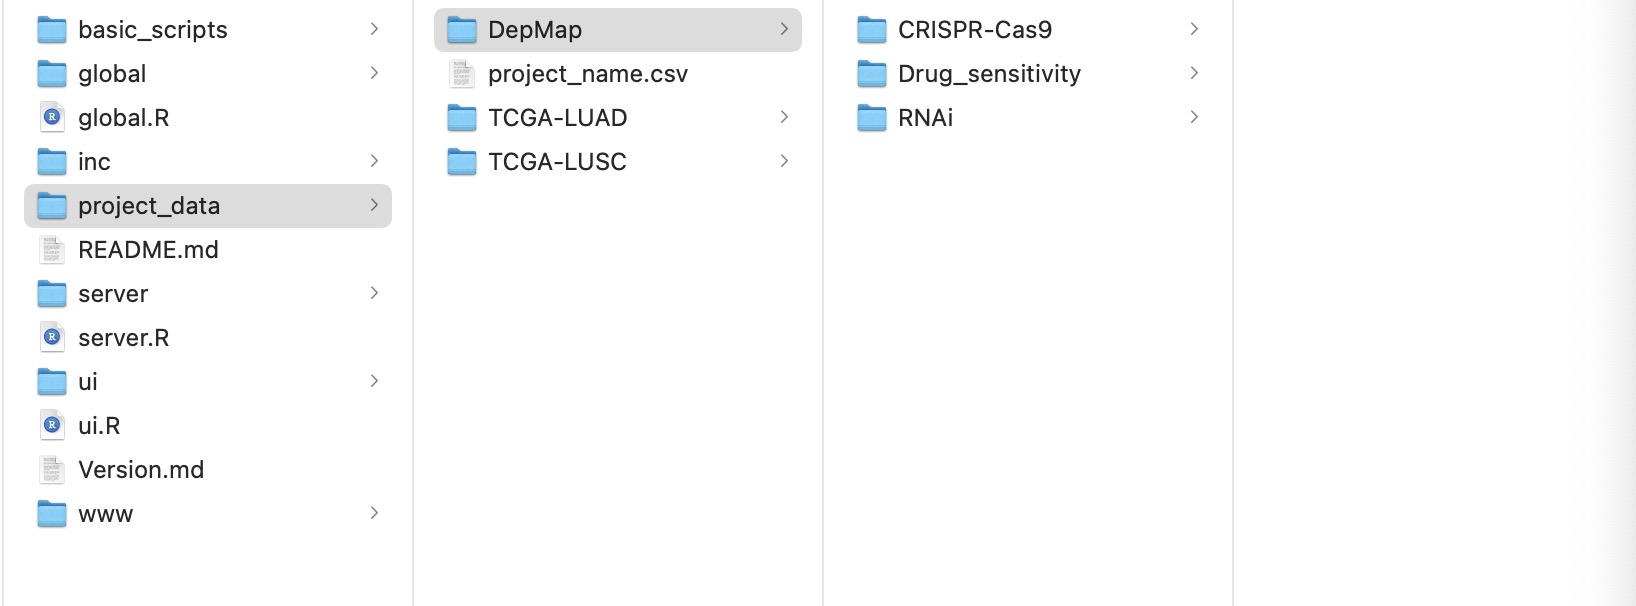 basic_scripts
global
global.R
inc
project_data
README.md
server
server.R
ui
ui.R
Version.md
www
DepMap
project_name.csv
TCGA-LUAD
TCGA-LUSC
CRISPR-Cas9
Drug_sensitivity
RNAi